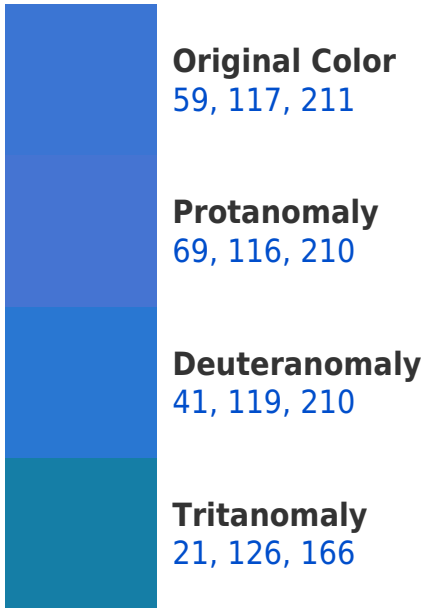 Original Color
59, 117, 211
Protanomaly
69, 116, 210
Deuteranomaly
41, 119, 210
Tritanomaly
21, 126, 166